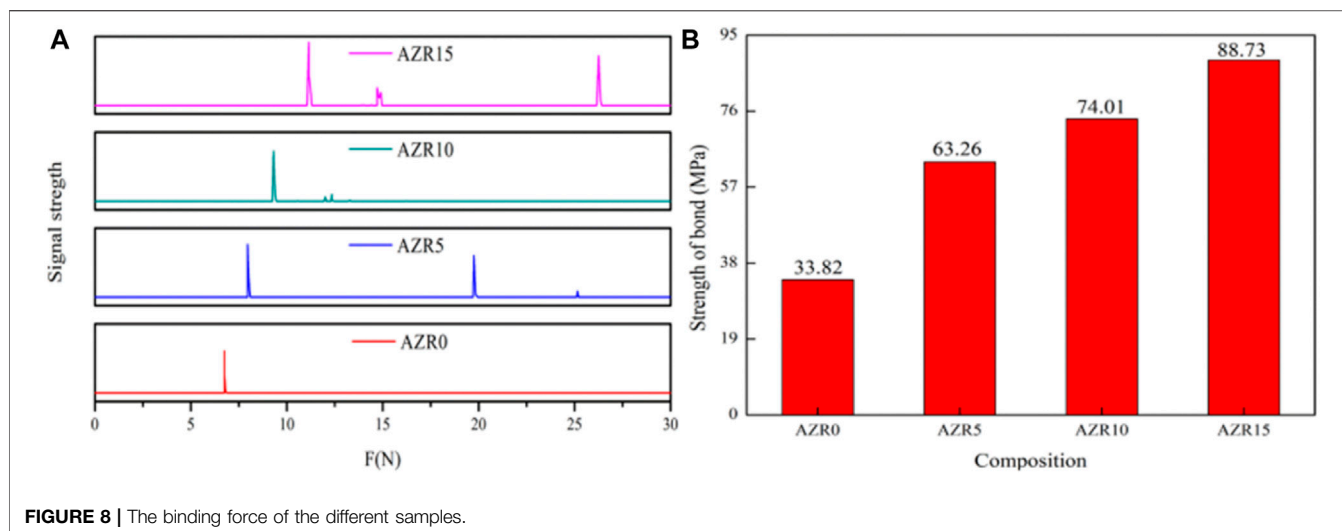 A
AZR15
AZR10
AZR5
AZR0
Signal stregth
0 5 10 15 20 25 30
F(N)
B
95
76
57
38
19
0
Strength of bond (MPa)
33.82
63.26
74.01
88.73
AZR0 AZR5 AZR10 AZR15
Composition
FIGURE 8 | The binding force of the different samples.